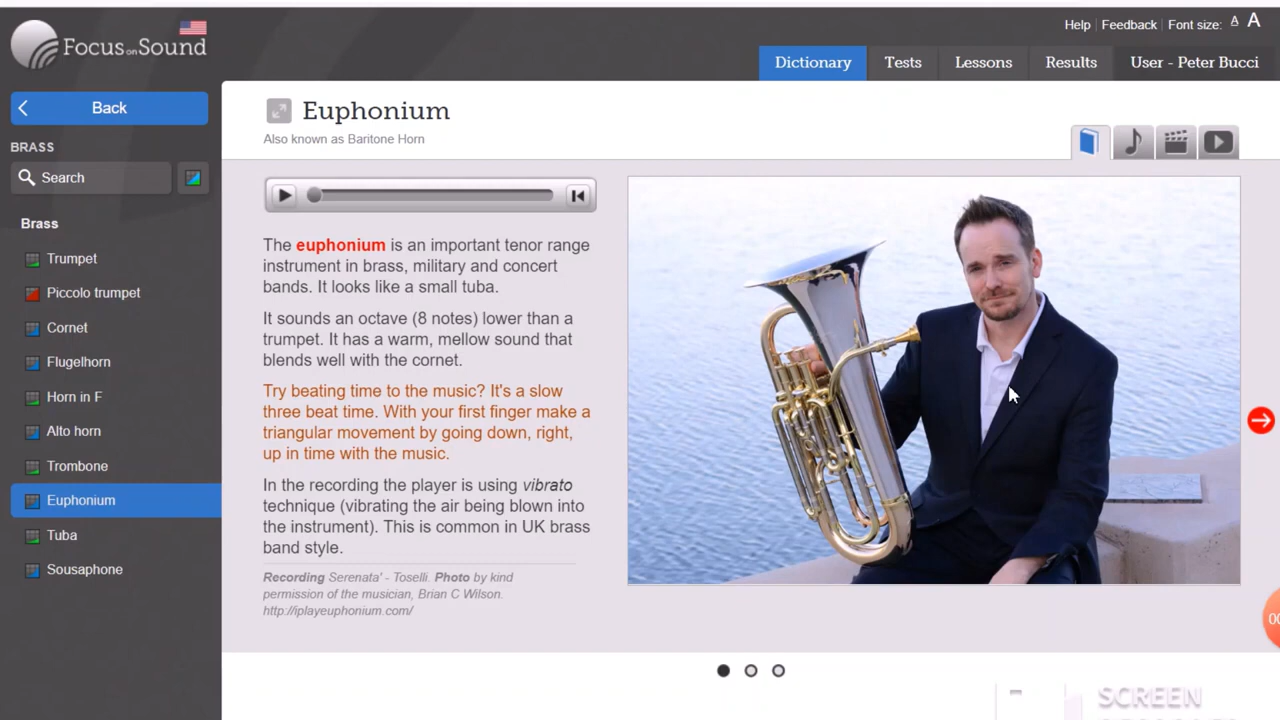 Focus on Sound
Help Feedback Font size: A A
Dictionary Tests Lessons Results User - Peter Bucci
Back
BRASS
Search
Brass
Trumpet
Piccolo trumpet
Cornet
Flugelhorn
Horn in F
Alto horn
Trombone
Euphonium
Tuba
Sousaphone
Euphonium
Also known as Baritone Horn
The euphonium is an important tenor range
instrument in brass, military and concert
bands. It looks like a small tuba.
It sounds an octave (8 notes) lower than a
trumpet. It has a warm, mellow sound that
blends well with the cornet.
Try beating time to the music? It's a slow
three beat time. With your first finger make a
triangular movement by going down, right,
up in time with the music.
In the recording the player is using vibrato
technique (vibrating the air being blown into
the instrument). This is common in UK brass
band style.
Recording Serenata' - Toselli. Photo by kind
permission of the musician, Brian C Wilson.
http://iplayeuphonium.com/
SCREEN